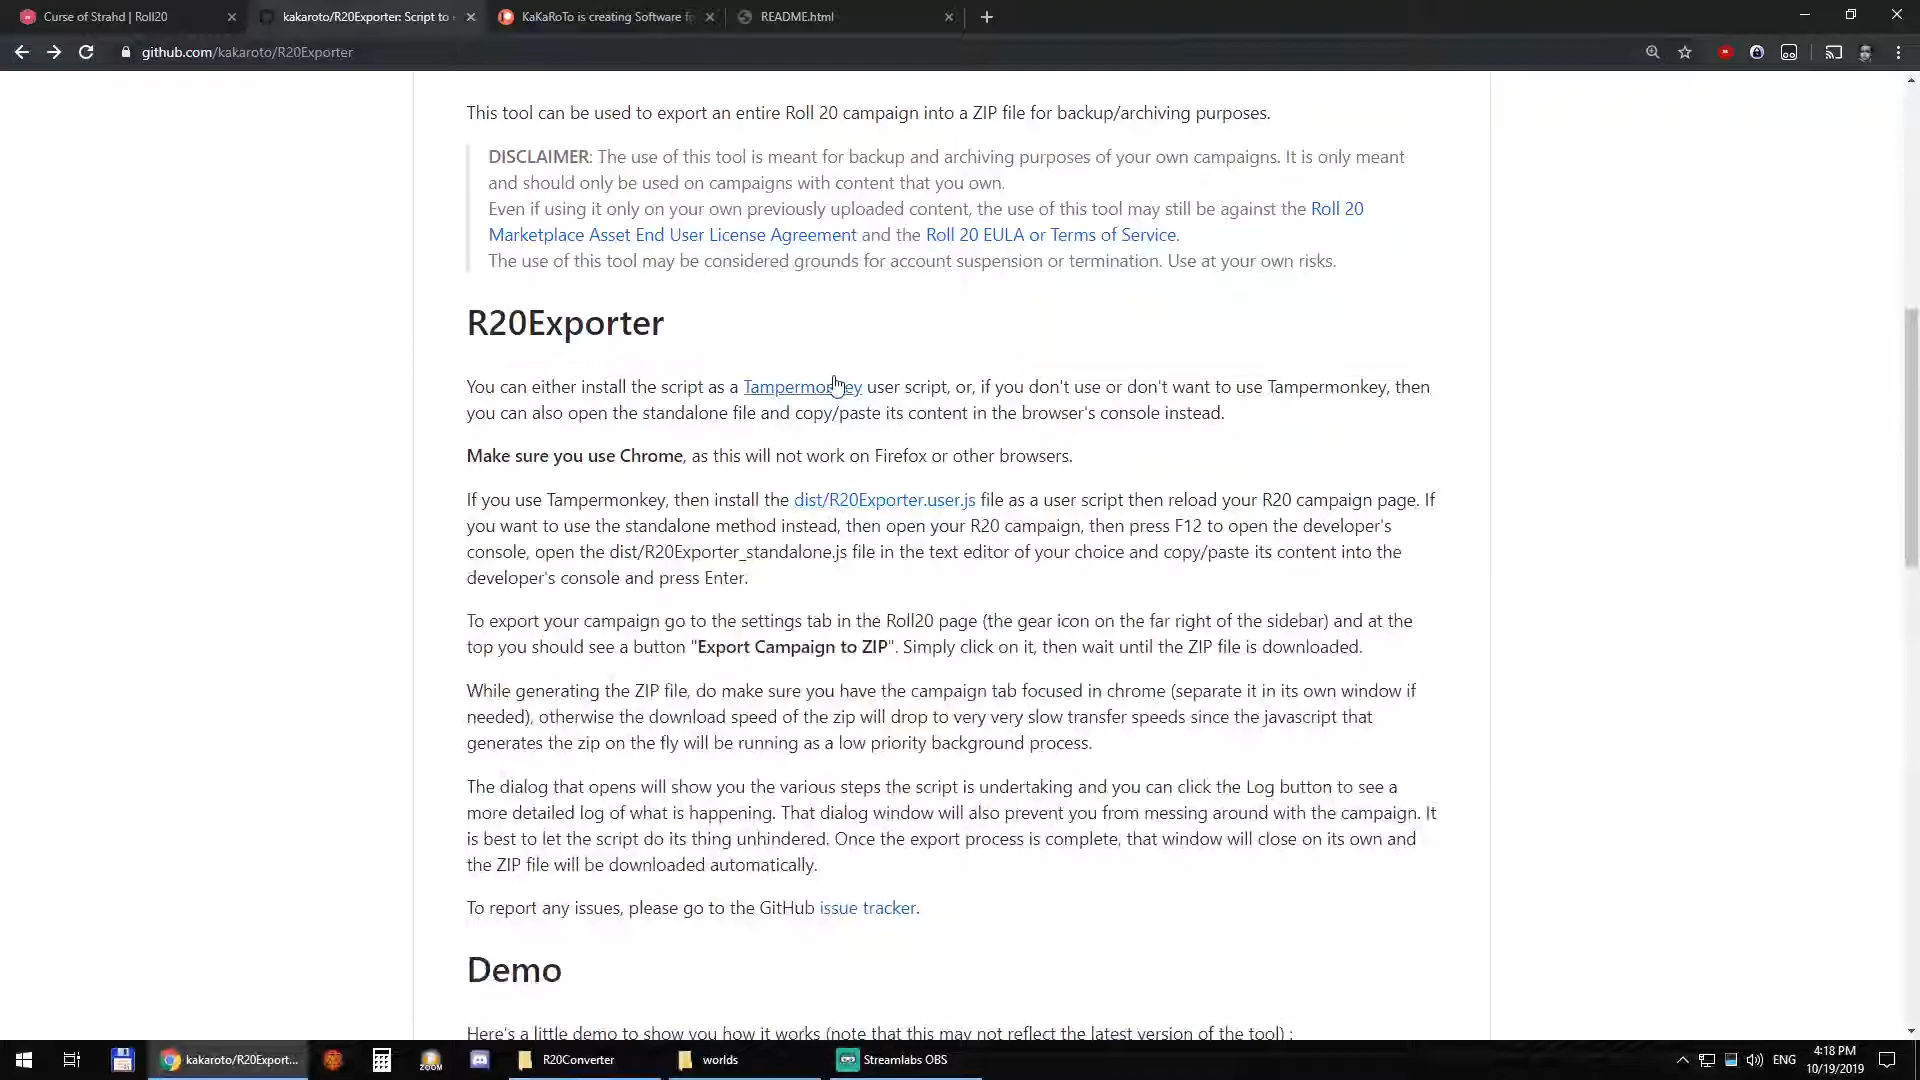 Curse of Strahd | Roll20
kakaroto/R20Exporter: Script to
KaKaRoTo is creating Software f
README.html
github.com/kakaroto/R20Exporter
This tool can be used to export an entire Roll 20 campaign into a ZIP file for backup/archiving purposes.
DISCLAIMER: The use of this tool is meant for backup and archiving purposes of your own campaigns. It is only meant
and should only be used on campaigns with content that you own.
Even if using it only on your own previously uploaded content, the use of this tool may still be against the Roll 20
Marketplace Asset End User License Agreement and the Roll 20 EULA or Terms of Service.
The use of this tool may be considered grounds for account suspension or termination. Use at your own risks.
R20Exporter
You can either install the script as a Tampermonkey user script, or, if you don't use or don't want to use Tampermonkey, then
you can also open the standalone file and copy/paste its content in the browser's console instead.
Make sure you use Chrome, as this will not work on Firefox or other browsers.
If you use Tampermonkey, then install the dist/R20Exporter.user.js file as a user script then reload your R20 campaign page. If
you want to use the standalone method instead, then open your R20 campaign, then press F12 to open the developer's
console, open the dist/R20Exporter_standalone.js file in the text editor of your choice and copy/paste its content into the
developer's console and press Enter.
To export your campaign go to the settings tab in the Roll20 page (the gear icon on the far right of the sidebar) and at the
top you should see a button "Export Campaign to ZIP". Simply click on it, then wait until the ZIP file is downloaded.
While generating the ZIP file, do make sure you have the campaign tab focused in chrome (separate it in its own window if
needed), otherwise the download speed of the zip will drop to very very slow transfer speeds since the javascript that
generates the zip on the fly will be running as a low priority background process.
The dialog that opens will show you the various steps the script is undertaking and you can click the Log button to see a
more detailed log of what is happening. That dialog window will also prevent you from messing around with the campaign. It
is best to let the script do its thing unhindered. Once the export process is complete, that window will close on its own and
the ZIP file will be downloaded automatically.
To report any issues, please go to the GitHub issue tracker.
Demo
Here's a little demo to show you how it works (note that this may not reflect the latest version of the tool) :
kakaroto/R20Export...
zoom
R20Converter
worlds
Streamlabs OBS
ENG
4:18 PM
10/19/2019